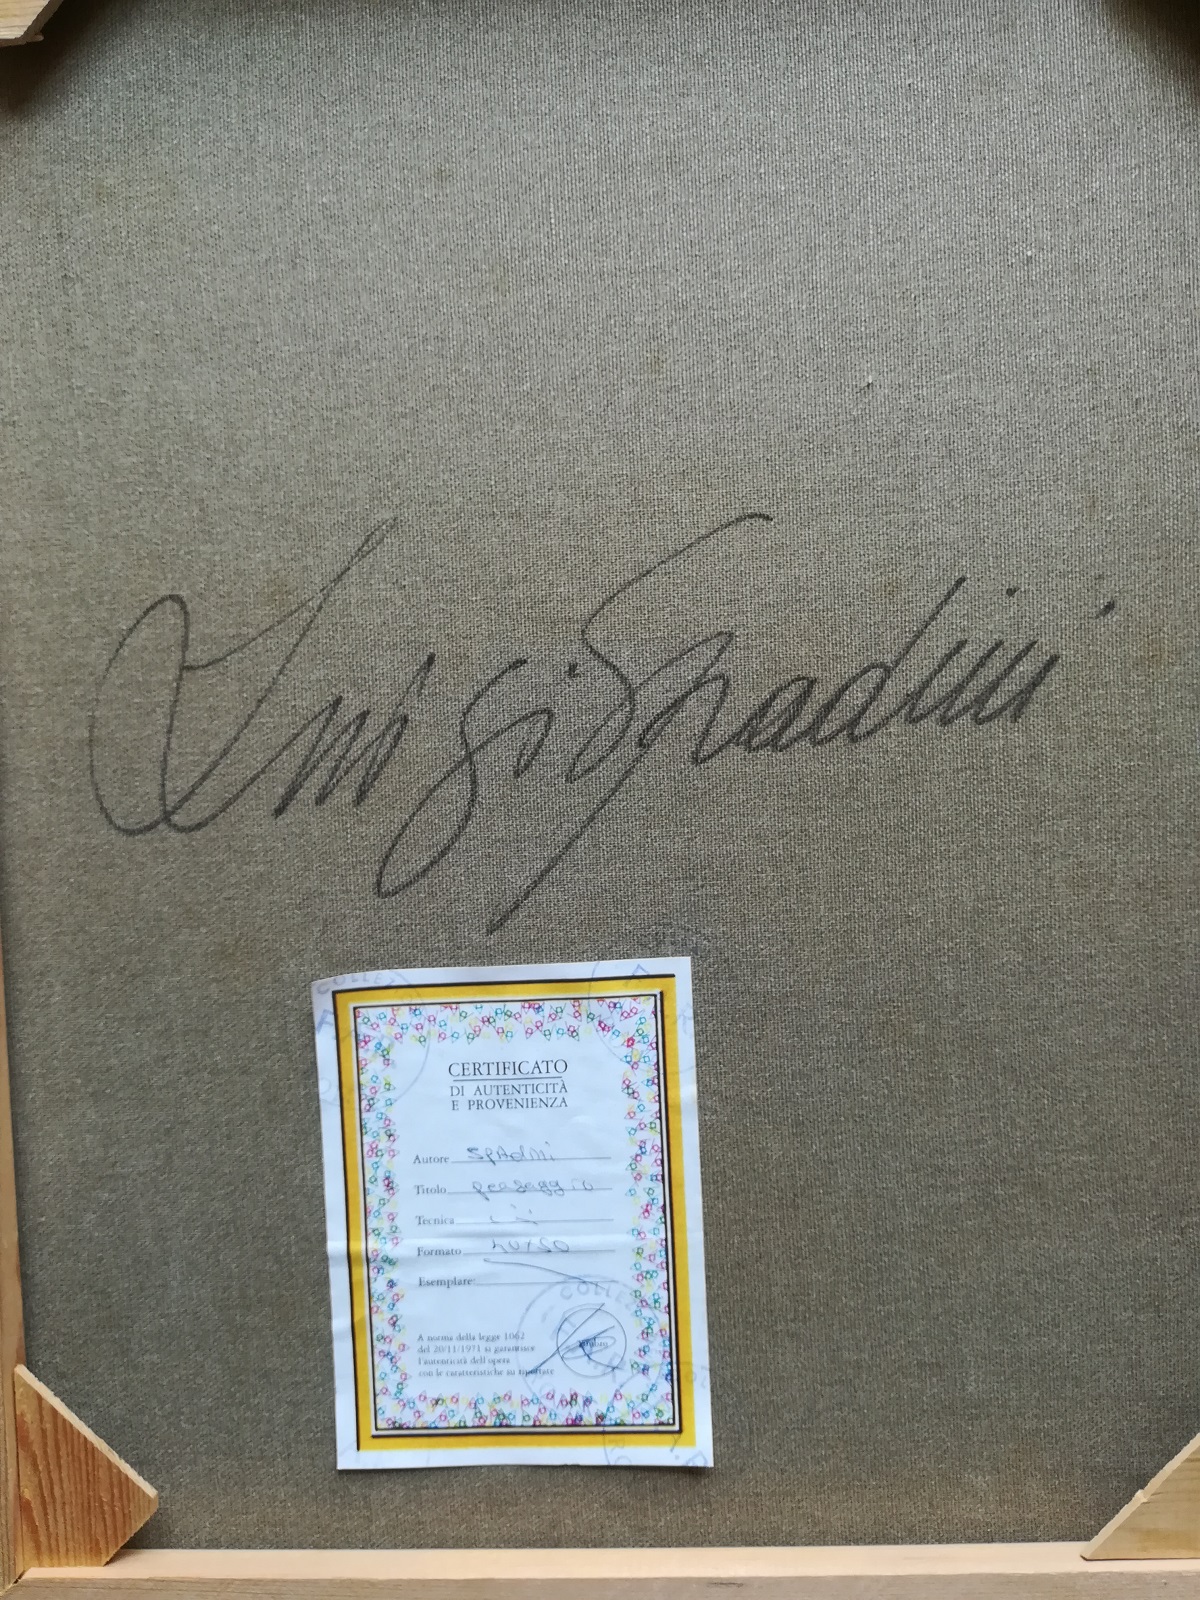 Luigi Spadini
CERTIFICATO
DI AUTENTICITÀ
E PROVENIENZA
Autore SPAdiNi
Titolo paesaggio
Tecnica
Formato 40x50
Esemplare:
A norma della legge 1062
del 20/11/1971 si garantisce
l'autenticità dell'opera
con le caratteristiche su riportate